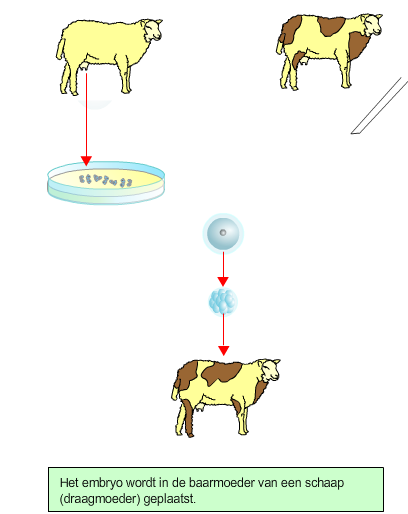 Het embryo wordt in de baarmoeder van een schaap
(draagmoeder) geplaatst.